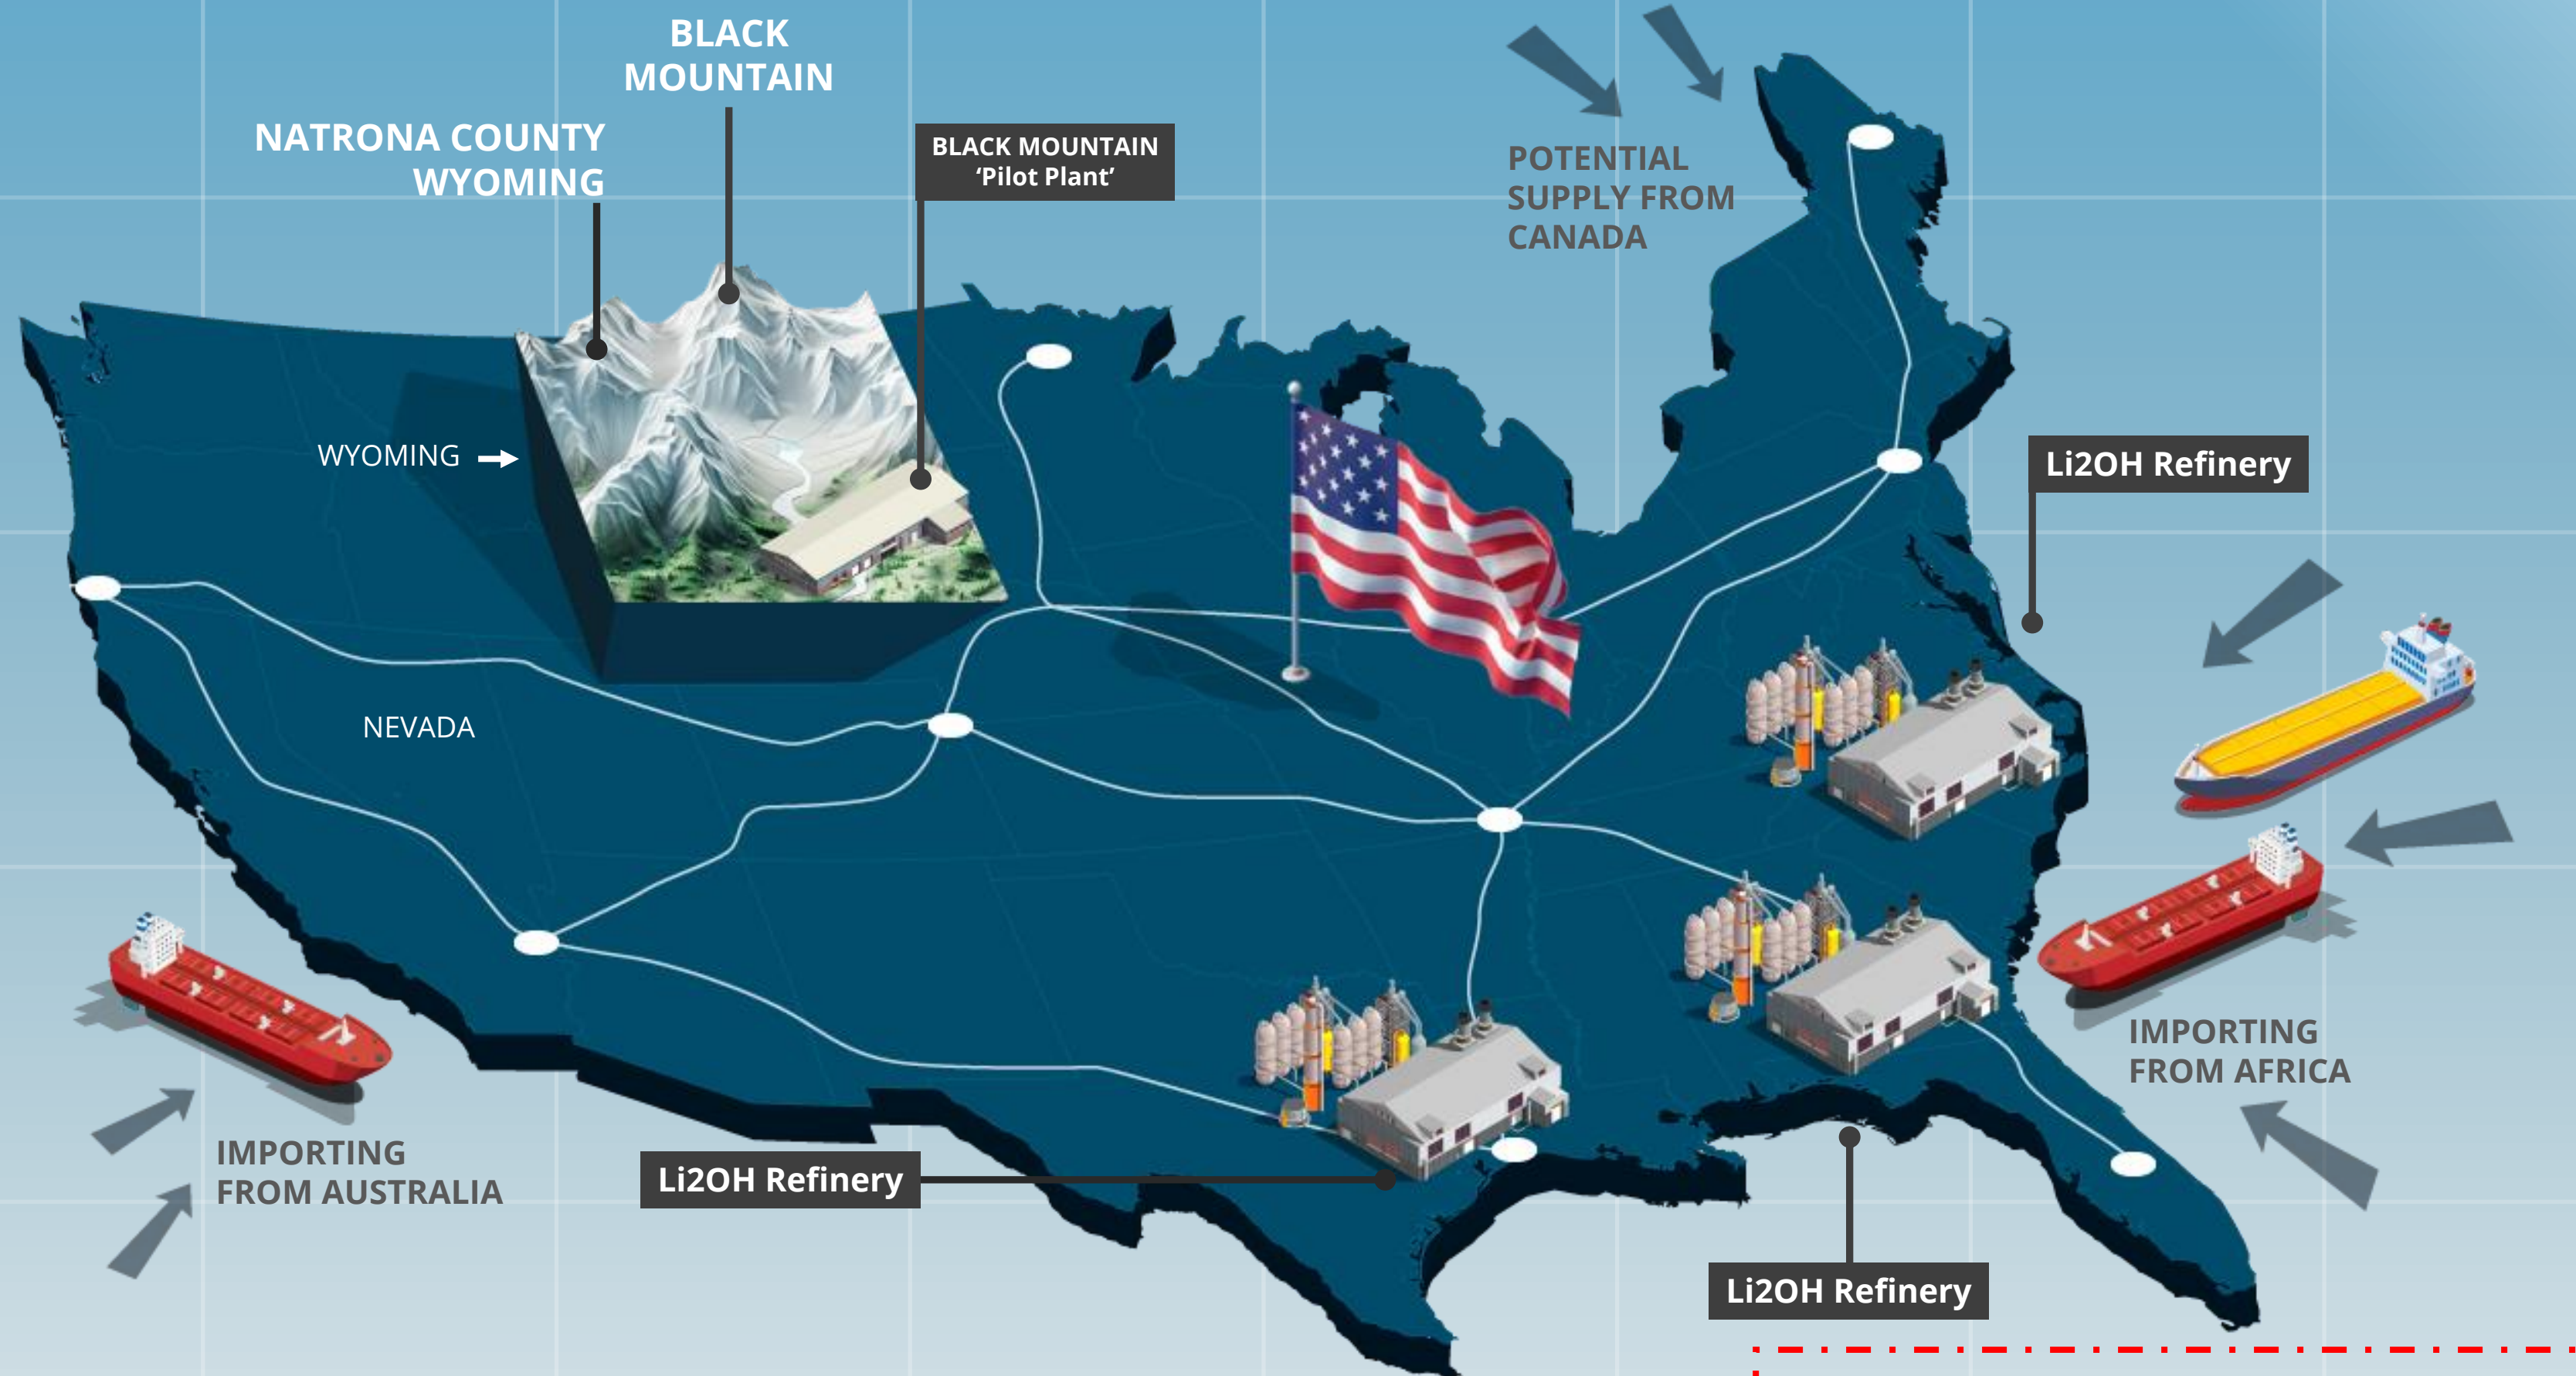 BLACK
MOUNTAIN
NATRONA COUNTY
WYOMING
BLACK MOUNTAIN
‘Pilot Plant’
POTENTIAL
SUPPLY FROM
CANADA
WYOMING
Li2OH Refinery
NEVADA
IMPORTING
FROM AFRICA
IMPORTING
FROM AUSTRALIA
Li2OH Refinery
Li2OH Refinery